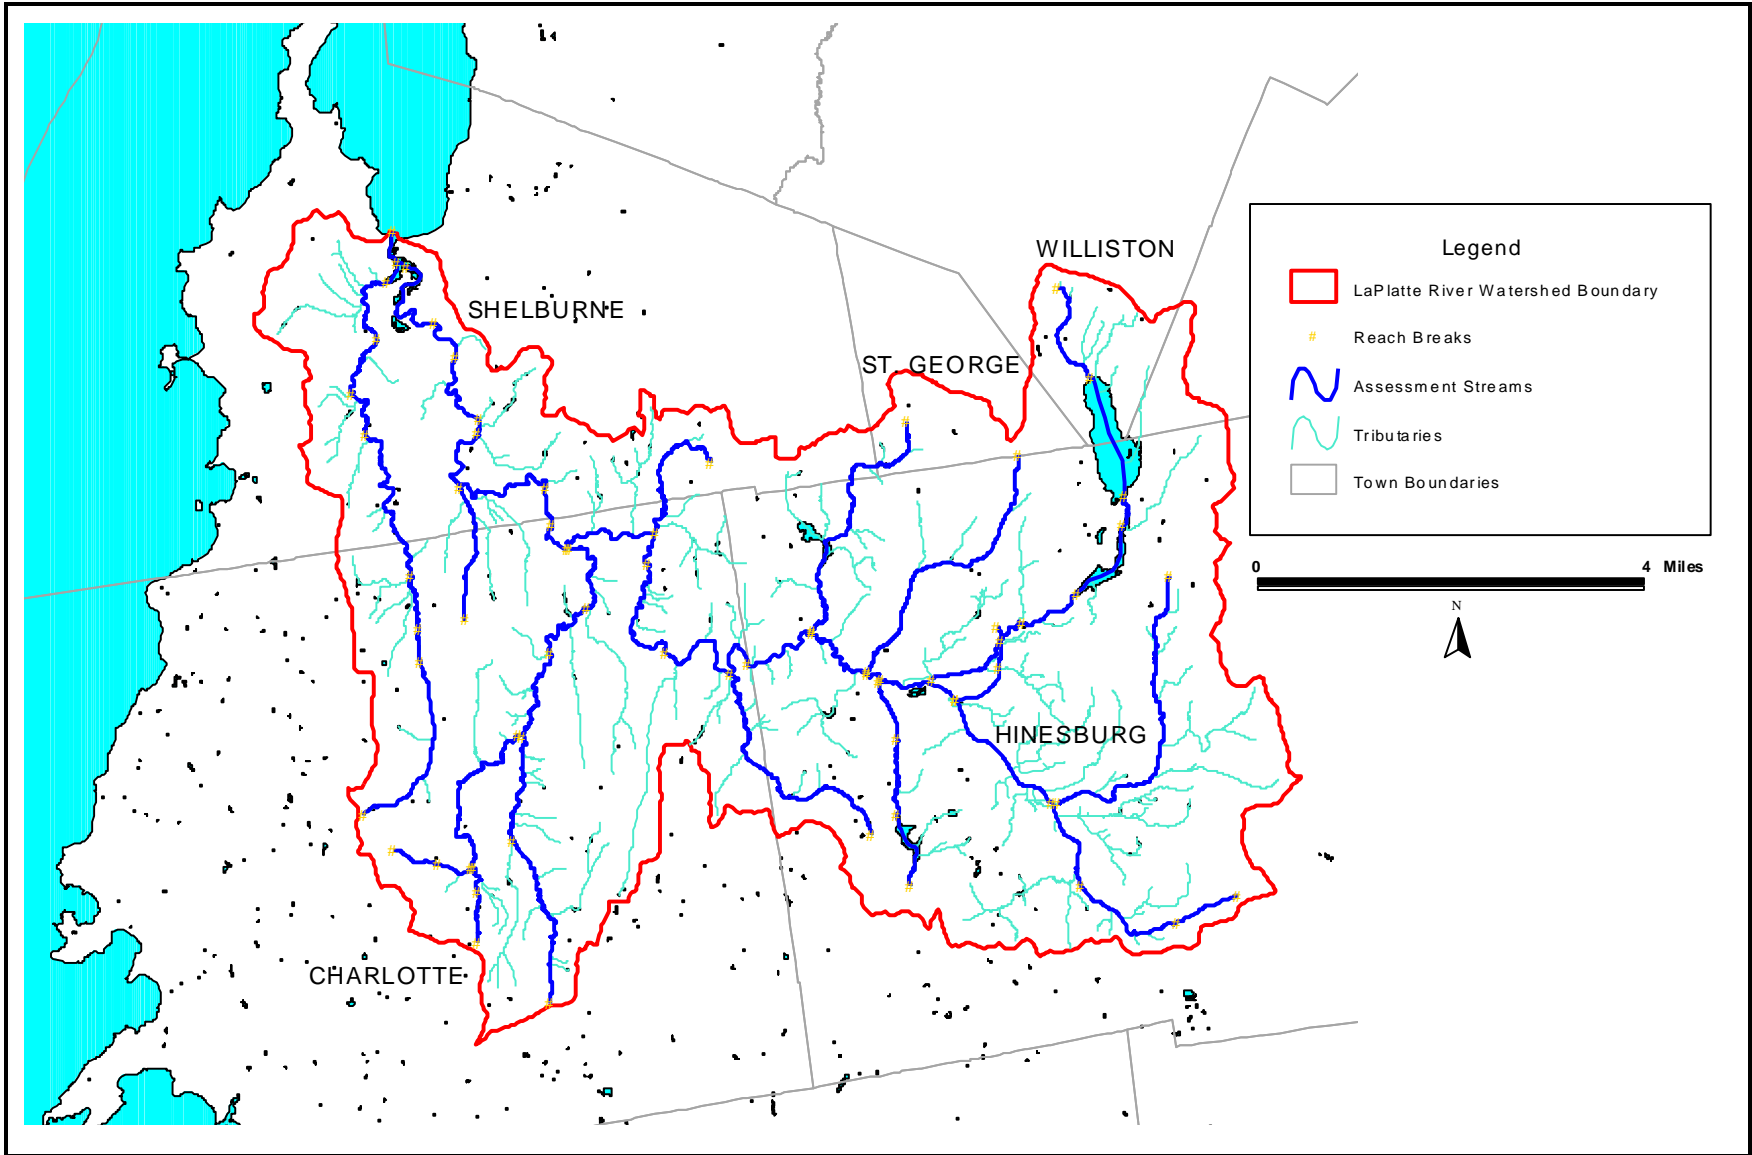 WILLISTON
SHELBURNE
ST. GEORGE
HINESBURG
CHARLOTTE
Legend
LaPlatte River Watershed Boundary
# Reach Breaks
Assessment Streams
Tributaries
Town Boundaries
0 4 Miles
N